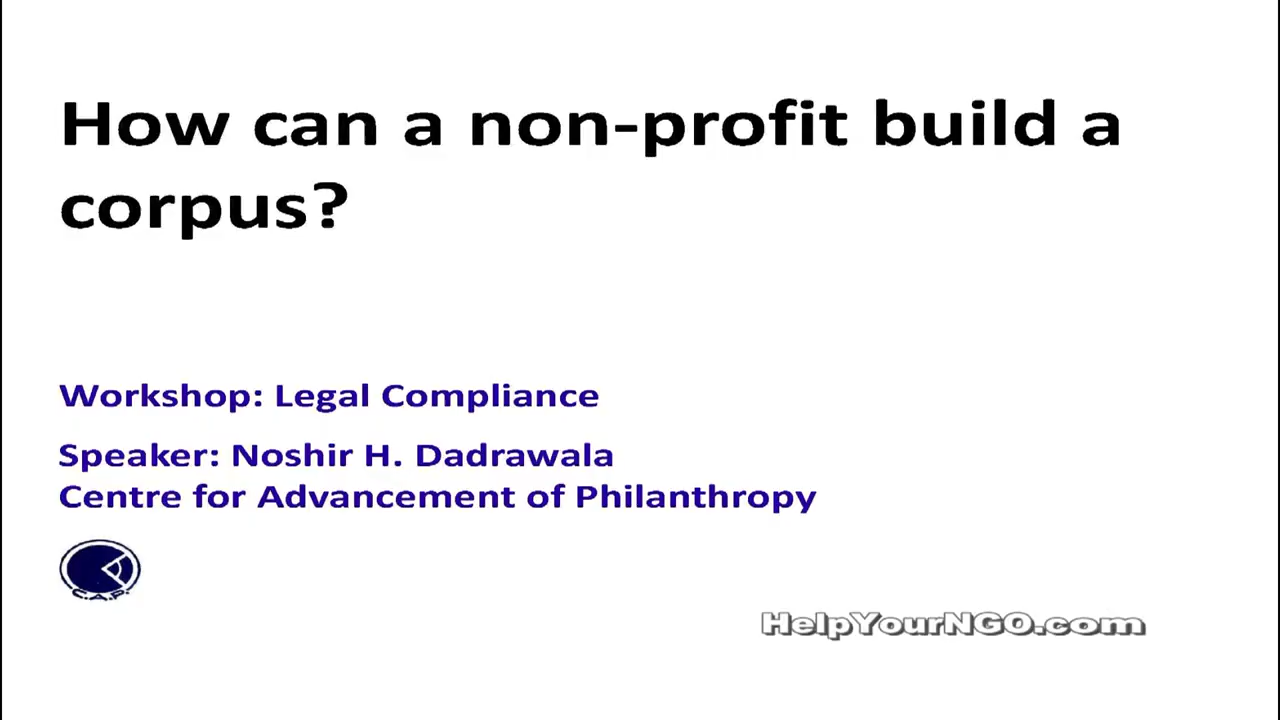 How can a non-profit build a
corpus?
Workshop: Legal Compliance
Speaker: Noshir H. Dadrawala
Centre for Advancement of Philanthropy
C.A.P.
HelpYourNGO.com